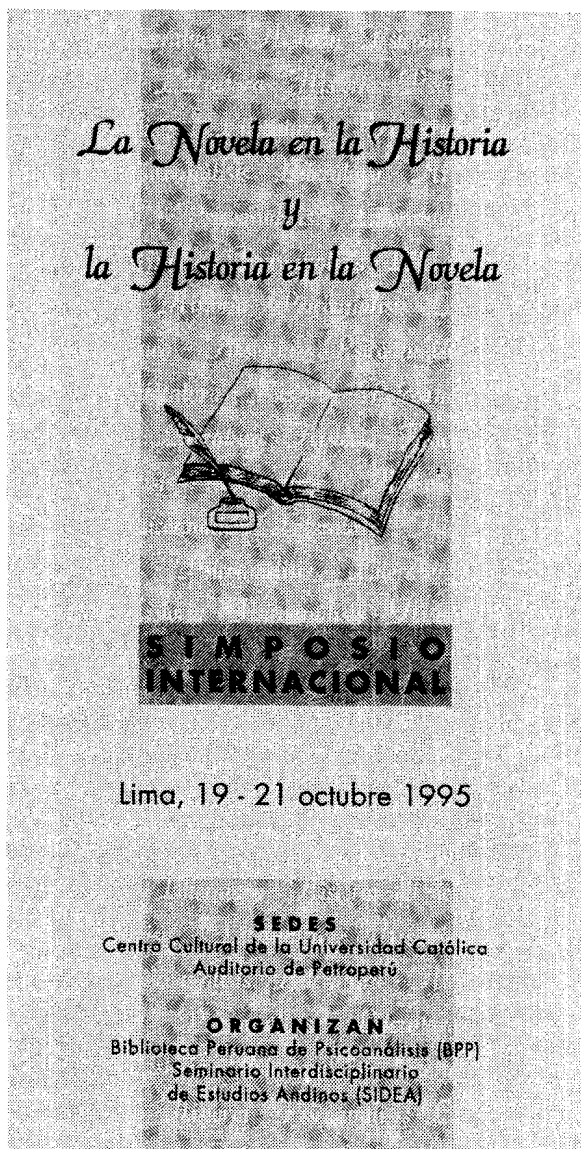 La Novela en la Historia
y
la Historia en la Novela
SIMPOSIO
INTERNACIONAL
Lima, 19 - 21 octubre 1995
SEDES
Centro Cultural de la Universidad Católica
Auditorio de Petroperú
ORGANIZAN
Biblioteca Peruana de Psicoanálisis (BPP)
Seminario Interdisciplinario
de Estudios Andinos (SIDEA)